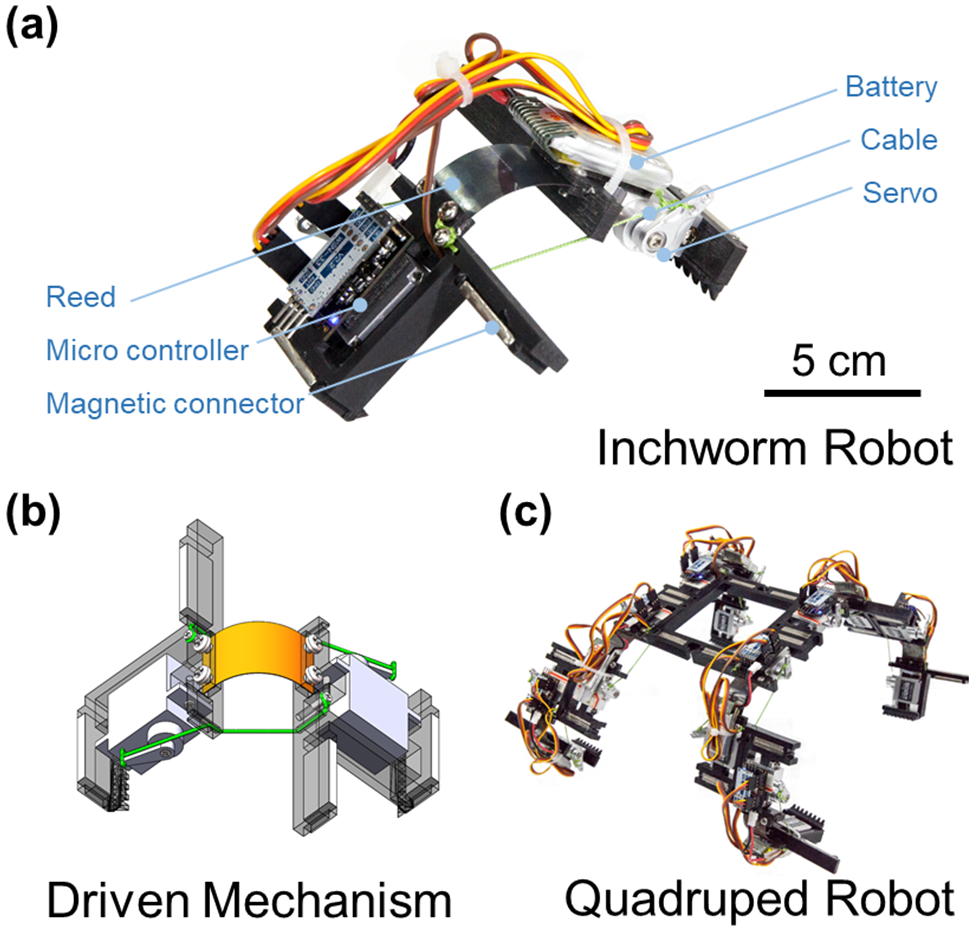 (a)
Battery
Cable
Servo
Reed
Micro controller
Magnetic connector
5 cm
Inchworm Robot
(b)
(c)
Driven Mechanism
Quadruped Robot